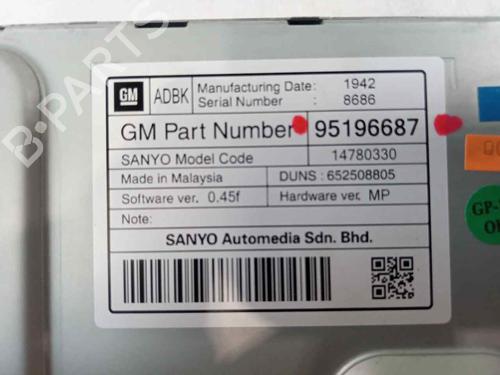 GM ADBK Manufacturing Date: 1942
Serial Number : 8686
GM Part Number 95196687
SANYO Model Code 14780330
Made in Malaysia DUNS : 652508805
Software ver. 0.45f Hardware ver. MP
Note:
SANYO Automedia Sdn. Bhd.
B-PARTS
GP-